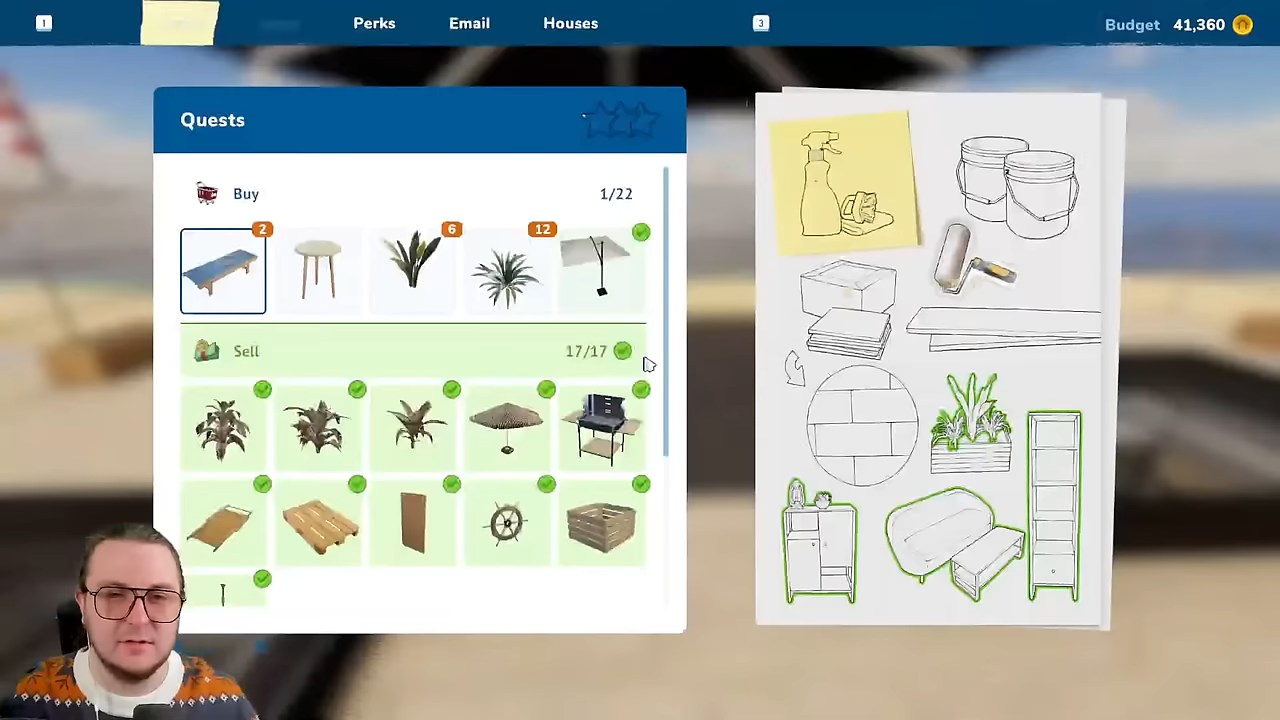 1
Perks
Email
Houses
3
Budget 41,360
Quests
Buy 1/22
2
6
12
Sell 17/17